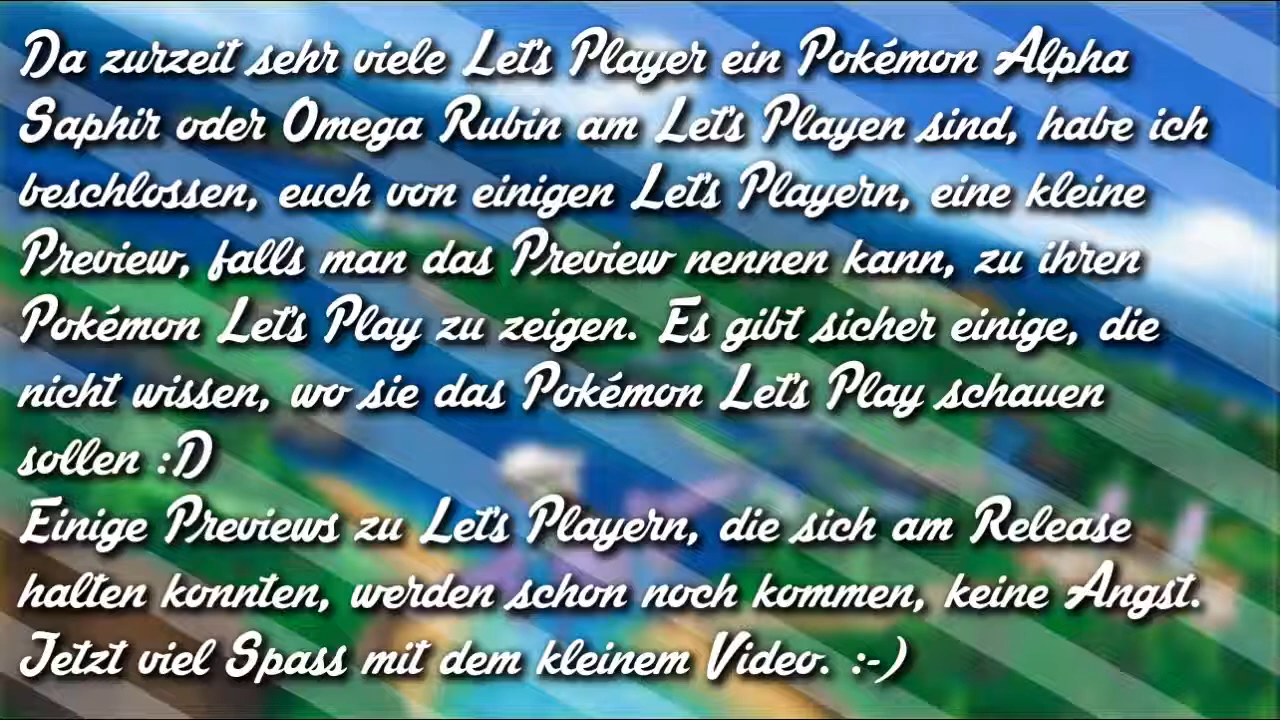 Da zurzeit sehr viele Let's Player ein Pokémon Alpha
Saphir oder Omega Rubin am Let's Playen sind, habe ich
beschlossen, euch von einigen Let's Playern, eine kleine
Preview, falls man das Preview nennen kann, zu ihren
Pokémon Let's Play zu zeigen. Es gibt sicher einige, die
nicht wissen, wo sie das Pokémon Let's Play schauen
sollen :D
Einige Previews zu Let's Playern, die sich am Release
halten konnten, werden schon noch kommen, keine Angst.
Jetzt viel Spass mit dem kleinem Video. :-)